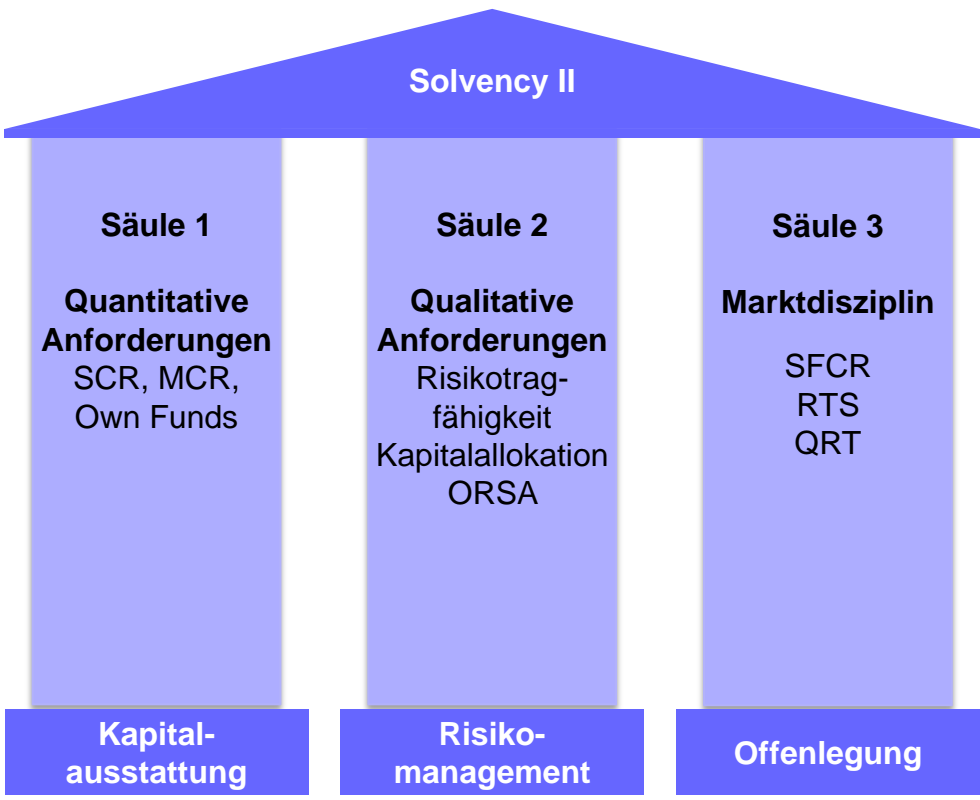 Solvency II
Säule 1
Quantitative
Anforderungen
SCR, MCR,
Own Funds
Kapital-
ausstattung
Säule 2
Qualitative
Anforderungen
Risikotrag-
fähigkeit
Kapitalallokation
ORSA
Risiko-
management
Säule 3
Marktdisziplin
SFCR
RTS
QRT
Offenlegung